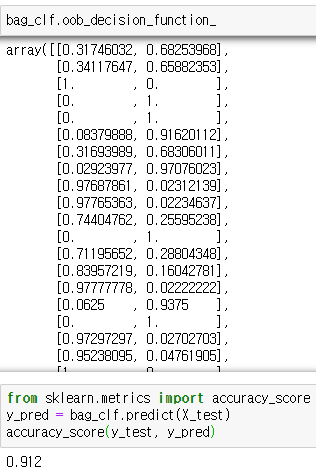 bag_clf.oob_decision_function_
array([[0.31746032, 0.68253968],
[0.34117647, 0.65882353],
[1. , 0. ],
[0. , 1. ],
[0. , 1. ],
[0.08379888, 0.91620112],
[0.31693989, 0.68306011],
[0.02923977, 0.97076023],
[0.97687861, 0.02312139],
[0.97765363, 0.02234637],
[0.74404762, 0.25595238],
[0. , 1. ],
[0.71195652, 0.28804348],
[0.83957219, 0.16042781],
[0.97777778, 0.02222222],
[0.0625 , 0.9375 ],
[0. , 1. ],
[0.97297297, 0.02702703],
[0.95238095, 0.04761905],
from sklearn.metrics import accuracy_score
y_pred = bag_clf.predict(X_test)
accuracy_score(y_test, y_pred)
0.912